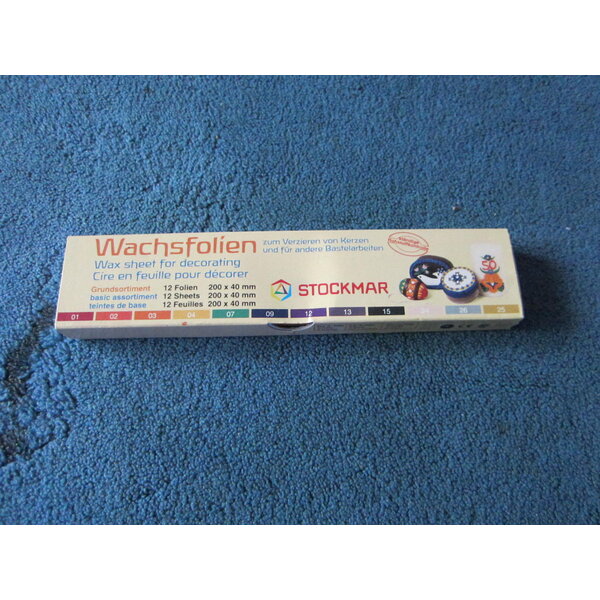 Wachsfolien
zum Verzieren von Kerzen
und für andere Bastelarbeiten
Wax sheet for decorating
Cire en feuille pour décorer
Grundsortiment 12 Folien 200 x 40 mm
basic assortment 12 Sheets 200 x 40 mm
teintes de base 12 Feuilles 200 x 40 mm
STOCKMAR
50
01 02 03 04 07 09 12 13 15 26 25